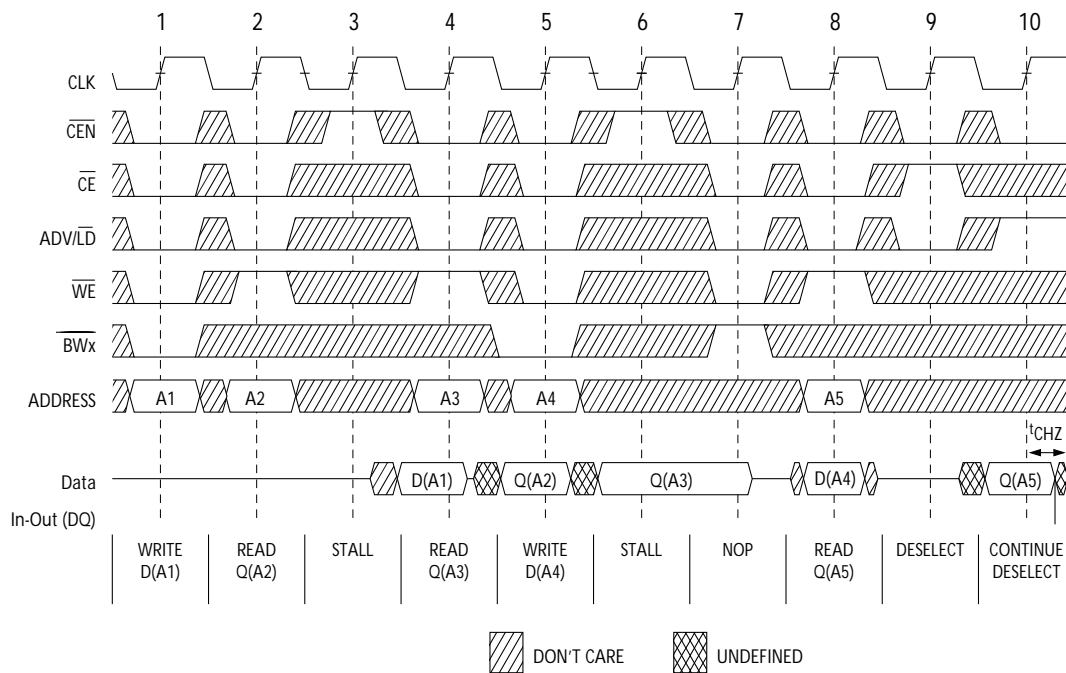 1 2 3 4 5 6 7 8 9 10
CLK
CEN
CE
ADV/LD
WE
BWx
ADDRESS A1 A2 A3 A4 A5
tCHZ
Data D(A1) Q(A2) Q(A3) D(A4) Q(A5)
In-Out (DQ)
WRITE READ STALL READ WRITE STALL NOP READ DESELECT CONTINUE
D(A1) Q(A2) Q(A3) D(A4) Q(A5) DESELECT
DON'T CARE UNDEFINED